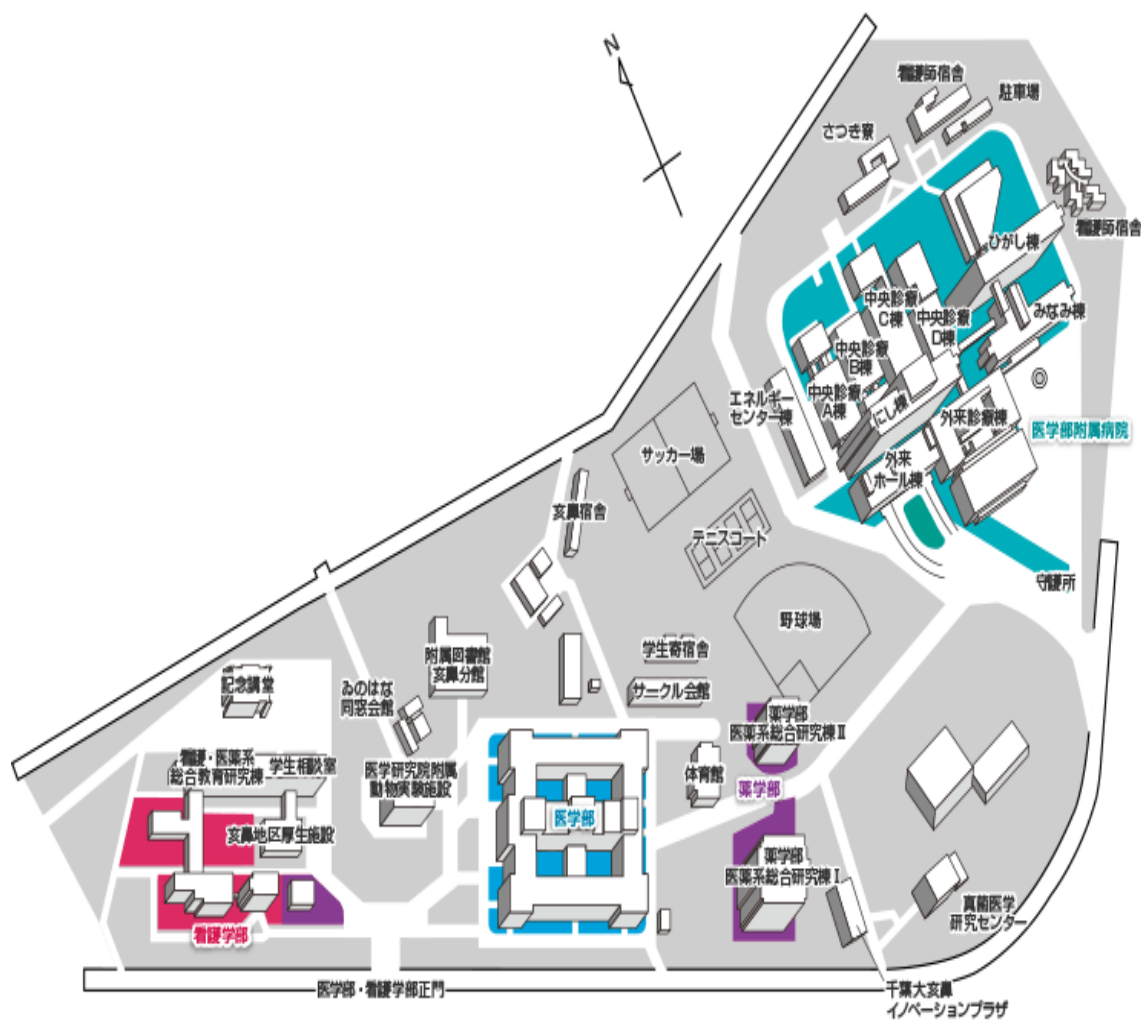 N
看護師宿舎
駐車場
さつき寮
看護師宿舎
ひがし棟
みなみ棟
中央診療
C棟
中央診療
D棟
中央診療
B棟
中央診療
A棟
にし棟
エネルギー
センター棟
外来診療棟
医学部附属病院
外来
ホール棟
サッカー場
亥鼻宿舎
テニスコート
守護所
野球場
学生寄宿舎
附属図書館
亥鼻分館
サークル会館
記念講堂
ゐのはな
同窓会館
薬学部
医薬系総合研究棟Ⅱ
看護・医薬系
総合教育研究棟
学生相談室
医学研究院附属
動物実験施設
体育館
薬学部
医学部
亥鼻地区厚生施設
薬学部
医薬系総合研究棟Ⅰ
真菌医学
研究センター
看護学部
医学部・看護学部正門
千葉大亥鼻
イノベーションプラザ